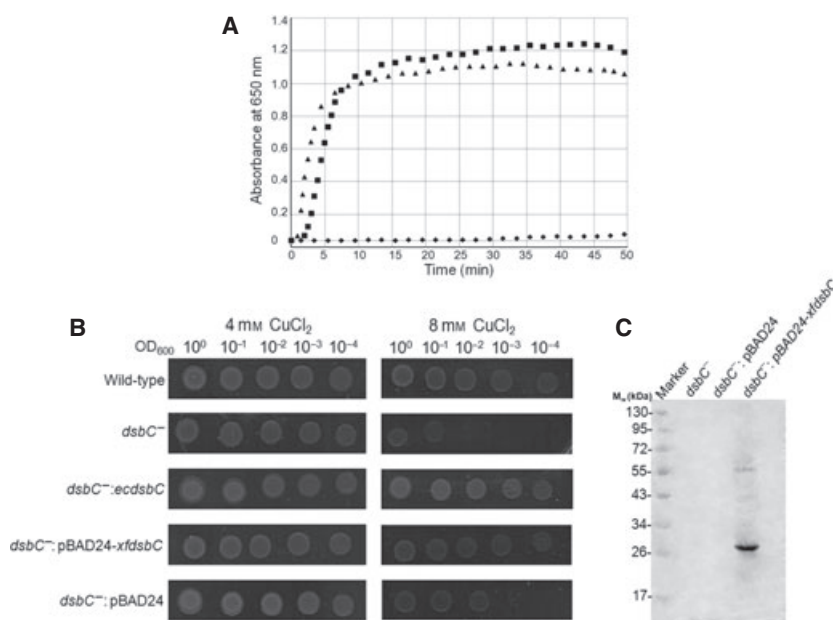 A
Absorbance at 650 nm
1.4
1.2
1.0
0.8
0.6
0.4
0.2
0
0 5 10 15 20 25 30 35 40 45 50
Time (min)
B
4 mM CuCl₂ 8 mM CuCl₂
OD₆₀₀ 10⁰ 10⁻¹ 10⁻² 10⁻³ 10⁻⁴ 10⁰ 10⁻¹ 10⁻² 10⁻³ 10⁻⁴
Wild-type
dsbC⁻
dsbC⁻:ecdsbC
dsbC⁻: pBAD24-xfdsbC
dsbC⁻: pBAD24
C
Marker
dsbC⁻
dsbC⁻: pBAD24
dsbC⁻: pBAD24-xfdsbC
Mw (kDa)
130-
95-
72-
55-
43-
34-
26-
17-